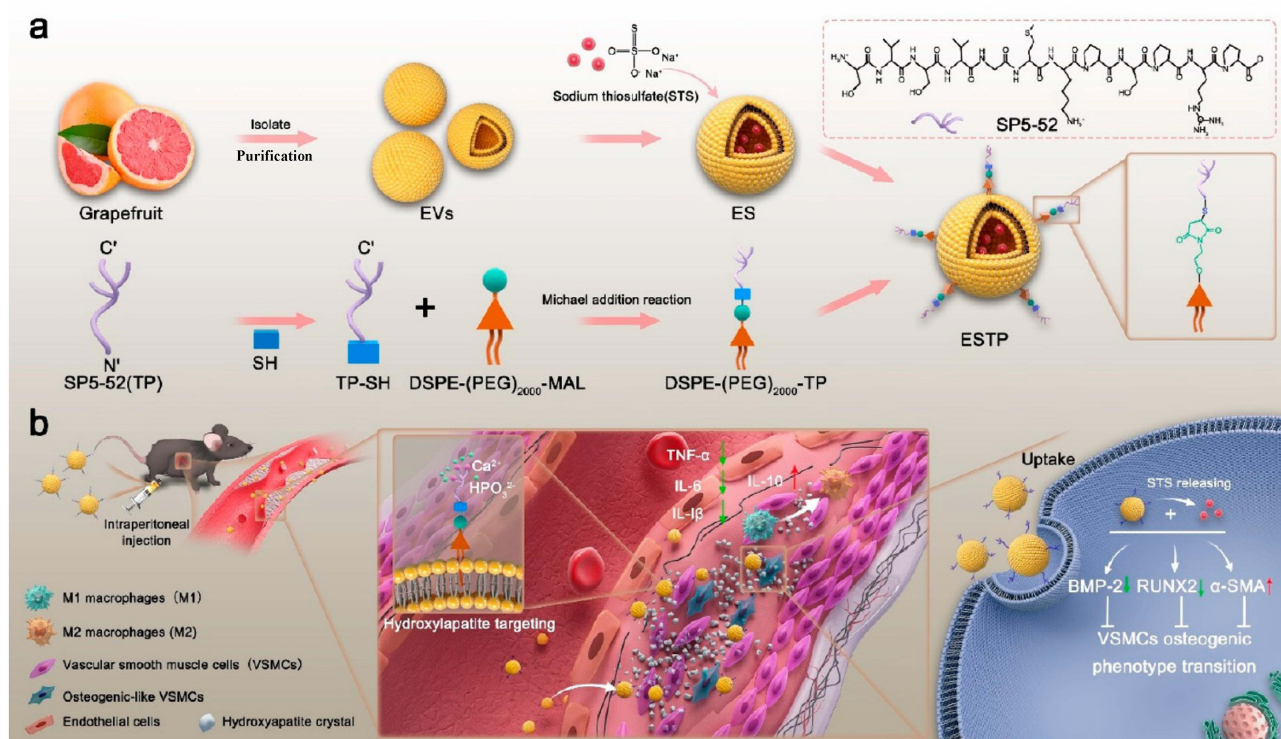 a
Isolate
Purification
Grapefruit
EVs
Sodium thiosulfate(STS)
S
O
S
O⁻
O
Na⁺
Na⁺
ES
SP5-52
C'
N'
SP5-52(TP)
SH
C'
TP-SH
+
DSPE-(PEG)₂₀₀₀-MAL
Michael addition reaction
DSPE-(PEG)₂₀₀₀-TP
ESTP
b
Intraperitoneal
injection
M1 macrophages (M1)
M2 macrophages (M2)
Vascular smooth muscle cells (VSMCs)
Osteogenic-like VSMCs
Endothelial cells
Hydroxyapatite crystal
Ca²⁺
HPO₃²⁻
Hydroxylapatite targeting
TNF-α
IL-6
IL-Iβ
IL-10
Uptake
STS releasing
+
BMP-2 RUNX2 α-SMA
VSMCs osteogenic
phenotype transition